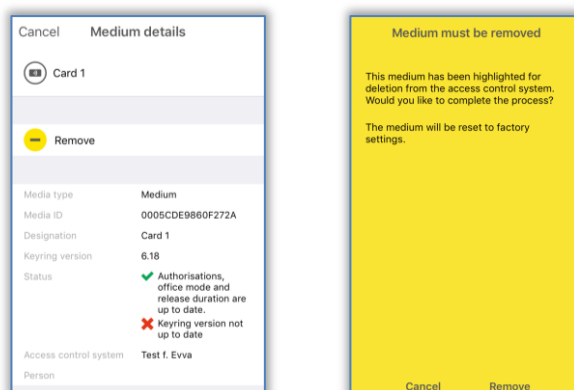 Cancel Medium details
Card 1
Remove
Media type Medium
Media ID 0005CDE9860F272A
Designation Card 1
Keyring version 6.18
Status Authorisations,
office mode and
release duration are
up to date.
Keyring version not
up to date
Access control system Test f. Evva
Person
Medium must be removed
This medium has been highlighted for
deletion from the access control system.
Would you like to complete the process?
The medium will be reset to factory
settings.
Cancel Remove